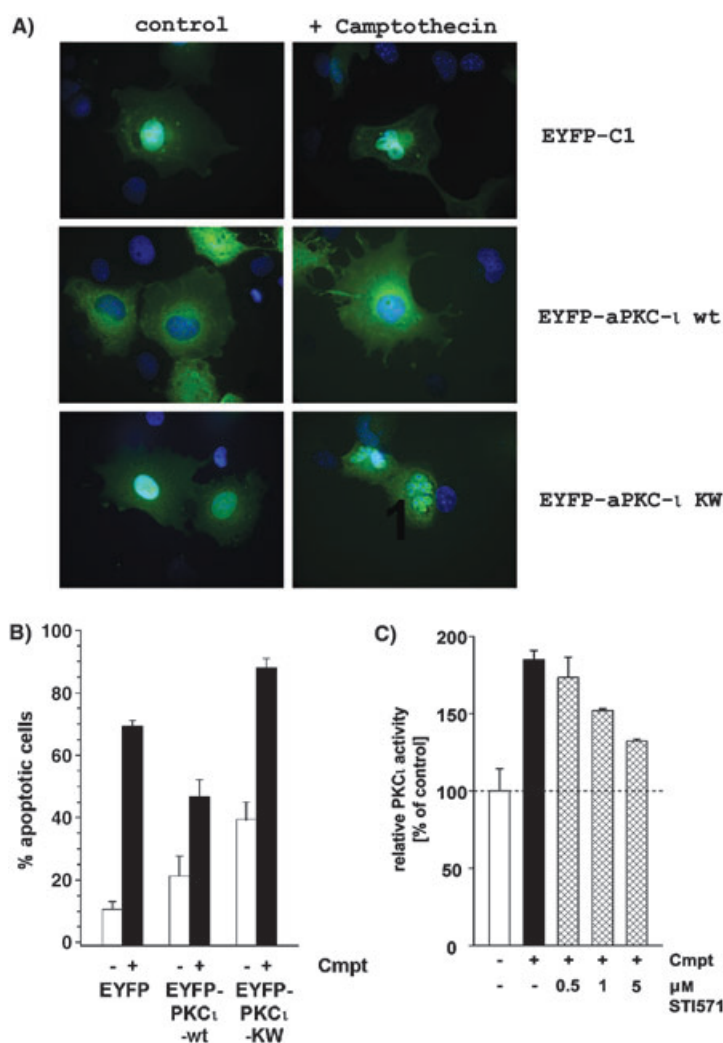 A)
control
+ Camptothecin
EYFP-C1
EYFP-aPKC-ι wt
EYFP-aPKC-ι KW
1
B)
100
80
60
40
20
0
% apoptotic cells
- + - + - +
Cmpt
EYFP
EYFP-
PKCι
-wt
EYFP-
PKCι
-KW
C)
200
150
100
50
0
relative PKCι activity
[% of control]
- + + + +
Cmpt
- - 0.5 1 5
µM
STI571